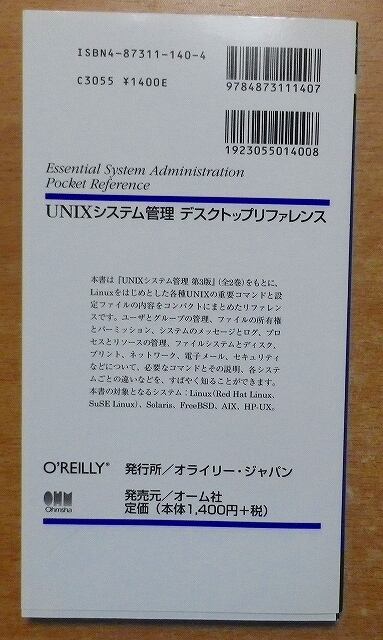 ISBN4-87311-140-4
C3055 ¥1400E
9784873111407
1923055014008
Essential System Administration
Pocket Reference
UNIXシステム管理 デスクトップリファレンス
本書は『UNIXシステム管理 第3版』(全2巻)をもとに、
Linuxをはじめとした各種UNIXの重要コマンドと設
定ファイルの内容をコンパクトにまとめたリファレン
スです。ユーザとグループの管理、ファイルの所有権
とパーミッション、システムのメッセージとログ、プロ
セスとリソースの管理、ファイルシステムとディスク、
プリント、ネットワーク、電子メール、セキュリティ
などについて、必要なコマンドとその説明、各システ
ムごとの違いなどを、すばやく知ることができます。
本書の対象となるシステム:Linux(Red Hat Linux、
SuSE Linux)、Solaris、FreeBSD、AIX、HP-UX。
O'REILLY® 発行所/オライリー・ジャパン
OHM
Ohmsha
発売元/オーム社
定価(本体1,400円+税)